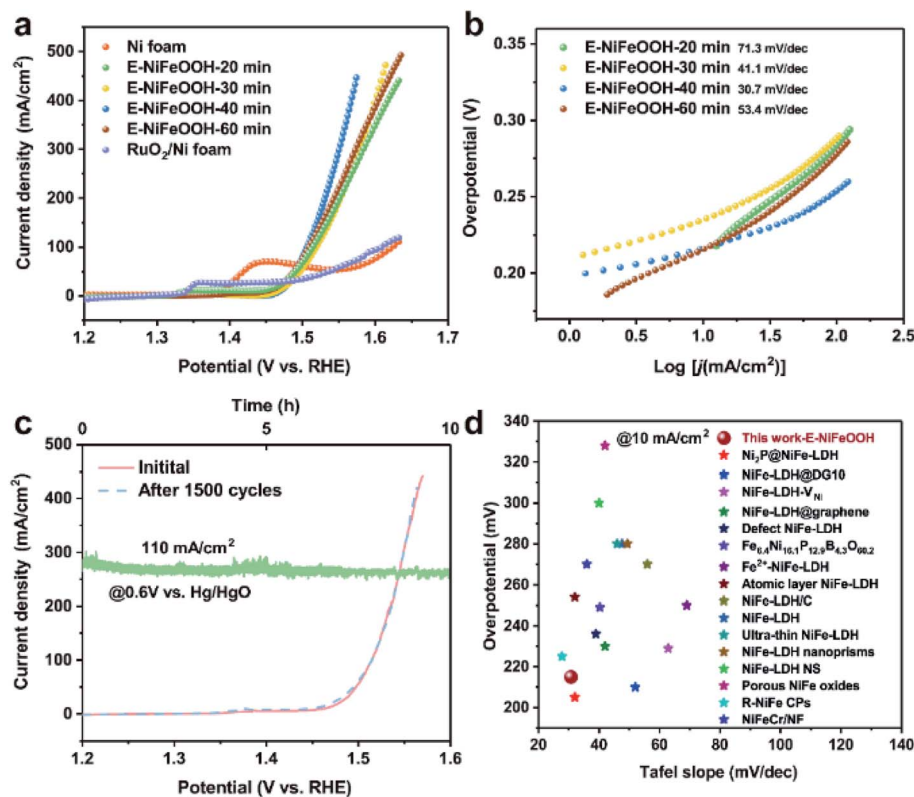 a
Ni foam
E-NiFeOOH-20 min
E-NiFeOOH-30 min
E-NiFeOOH-40 min
E-NiFeOOH-60 min
RuO₂/Ni foam
Current density (mA/cm²)
500
400
300
200
100
0
1.2 1.3 1.4 1.5 1.6 1.7
Potential (V vs. RHE)
b
E-NiFeOOH-20 min 71.3 mV/dec
E-NiFeOOH-30 min 41.1 mV/dec
E-NiFeOOH-40 min 30.7 mV/dec
E-NiFeOOH-60 min 53.4 mV/dec
Overpotential (V)
0.35
0.30
0.25
0.20
0.0 0.5 1.0 1.5 2.0 2.5
Log [j(mA/cm²)]
c
Time (h)
0 5 10
Initital
After 1500 cycles
110 mA/cm²
@0.6V vs. Hg/HgO
Current density (mA/cm²)
500
400
300
200
100
0
1.2 1.3 1.4 1.5 1.6
Potential (V vs. RHE)
d
@10 mA/cm²
This work-E-NiFeOOH
Ni₂P@NiFe-LDH
NiFe-LDH@DG10
NiFe-LDH-V_Ni
NiFe-LDH@graphene
Defect NiFe-LDH
Fe₆.₄Ni₁₆.₁P₁₂.₉B₄.₃O₆₀.₂
Fe²⁺-NiFe-LDH
Atomic layer NiFe-LDH
NiFe-LDH/C
NiFe-LDH
Ultra-thin NiFe-LDH
NiFe-LDH nanoprisms
NiFe-LDH NS
Porous NiFe oxides
R-NiFe CPs
NiFeCr/NF
Overpotential (mV)
340
320
300
280
260
240
220
200
20 40 60 80 100 120 140
Tafel slope (mV/dec)